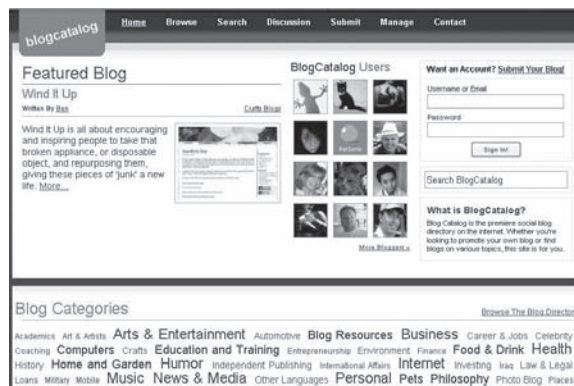 blogcatalog
Home Browse Search Discussion Submit Manage Contact
Featured Blog
Wind It Up
Written By Ban
Crafts Blogs
Wind It Up is all about encouraging
and inspiring people to take that
broken appliance, or disposable
object, and repurposing them,
giving these pieces of 'junk' a new
life. More...
BlogCatalog Users
More Bloggers »
Want an Account? Submit Your Blog!
Username or Email
Password
Sign In!
Search BlogCatalog
What is BlogCatalog?
Blog Catalog is the premiere social blog
directory on the internet. Whether you're
looking to promote your own blog or find
blogs on various topics, this site is for you.
Blog Categories
Browse The Blog Director
Academics Art & Artists Arts & Entertainment Automotive Blog Resources Business Career & Jobs Celebrity
Coaching Computers Crafts Education and Training Entrepreneurship Environment Finance Food & Drink Health
History Home and Garden Humor Independent Publishing International Affairs Internet Investing Iraq Law & Legal
Loans Military Mobile Music News & Media Other Languages Personal Pets Philosophy Photo Blog Places